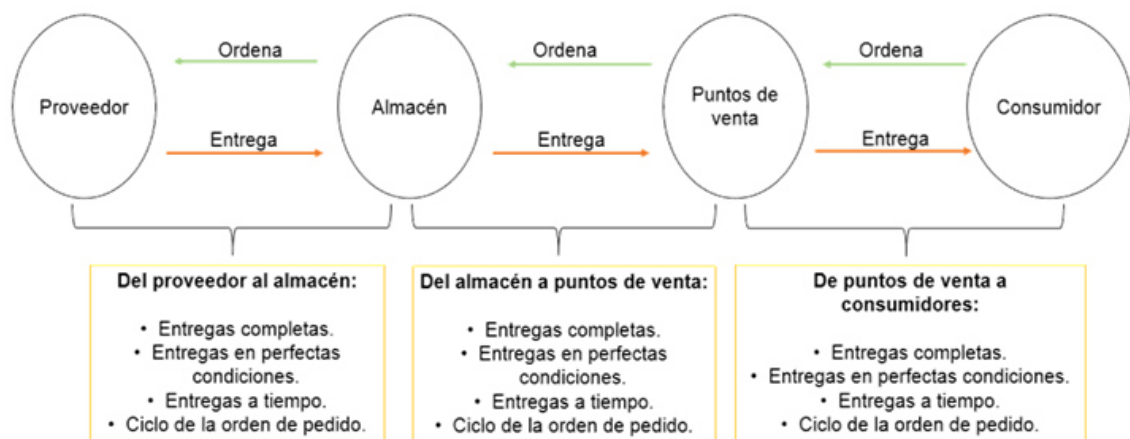 Ordena
Ordena
Ordena
Proveedor
Almacén
Puntos de
venta
Consumidor
Entrega
Entrega
Entrega
Del proveedor al almacén:
• Entregas completas.
• Entregas en perfectas
condiciones.
• Entregas a tiempo.
• Ciclo de la orden de pedido.
Del almacén a puntos de venta:
• Entregas completas.
• Entregas en perfectas
condiciones.
• Entregas a tiempo.
• Ciclo de la orden de pedido.
De puntos de venta a
consumidores:
• Entregas completas.
• Entregas en perfectas condiciones.
• Entregas a tiempo.
• Ciclo de la orden de pedido.